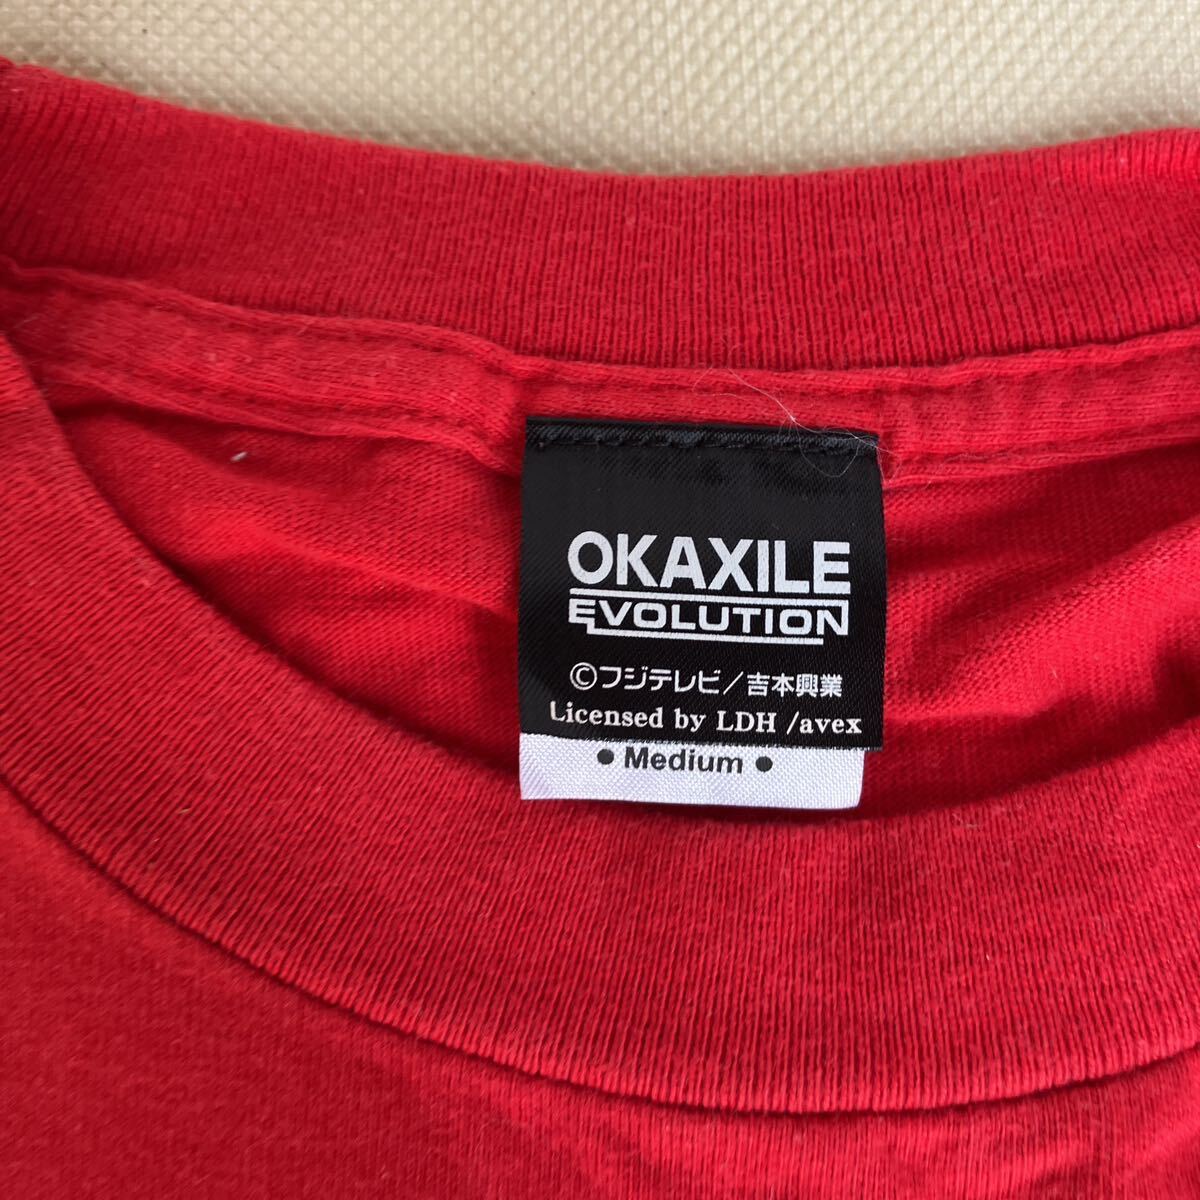 OKAXILE
EVOLUTION
©フジテレビ/吉本興業
Licensed by LDH /avex
• Medium •